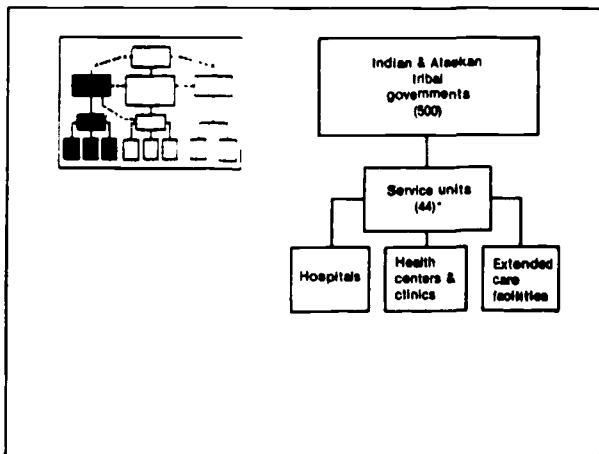 Indian & Alaskan
tribal
governments
(500)
Service units
(44)*
Hospitals
Health
centers &
clinics
Extended
care
facilities